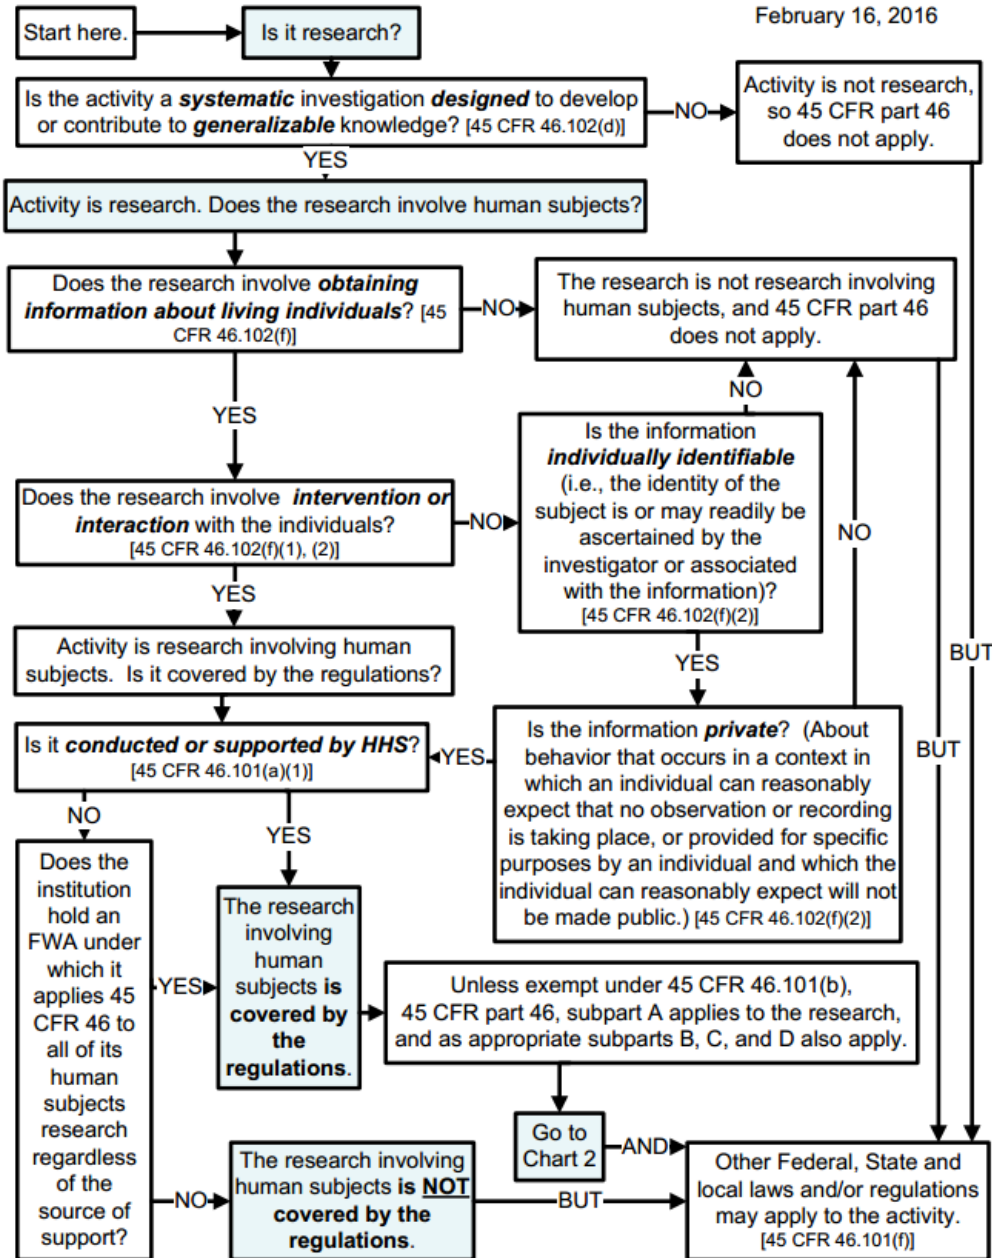 February 16, 2016
Start here.
Is it research?
Is the activity a systematic investigation designed to develop
or contribute to generalizable knowledge? [45 CFR 46.102(d)]
NO
Activity is not research,
so 45 CFR part 46
does not apply.
YES
Activity is research. Does the research involve human subjects?
Does the research involve obtaining
information about living individuals? [45
CFR 46.102(f)]
NO
The research is not research involving
human subjects, and 45 CFR part 46
does not apply.
YES
NO
Is the information
individually identifiable
(i.e., the identity of the
subject is or may readily be
ascertained by the
investigator or associated
with the information)?
[45 CFR 46.102(f)(2)]
NO
Does the research involve intervention or
interaction with the individuals?
[45 CFR 46.102(f)(1), (2)]
NO
YES
Activity is research involving human
subjects. Is it covered by the regulations?
YES
BUT
Is it conducted or supported by HHS?
[45 CFR 46.101(a)(1)]
YES
Is the information private? (About
behavior that occurs in a context in
which an individual can reasonably
expect that no observation or recording
is taking place, or provided for specific
purposes by an individual and which the
individual can reasonably expect will not
be made public.) [45 CFR 46.102(f)(2)]
BUT
NO
YES
Does the
institution
hold an
FWA under
which it
applies 45
CFR 46 to
all of its
human
subjects
research
regardless
of the
source of
support?
YES
The research
involving
human
subjects is
covered by
the
regulations.
Unless exempt under 45 CFR 46.101(b),
45 CFR part 46, subpart A applies to the research,
and as appropriate subparts B, C, and D also apply.
Go to
Chart 2
AND
NO
The research involving
human subjects is NOT
covered by the
regulations.
BUT
Other Federal, State and
local laws and/or regulations
may apply to the activity.
[45 CFR 46.101(f)]